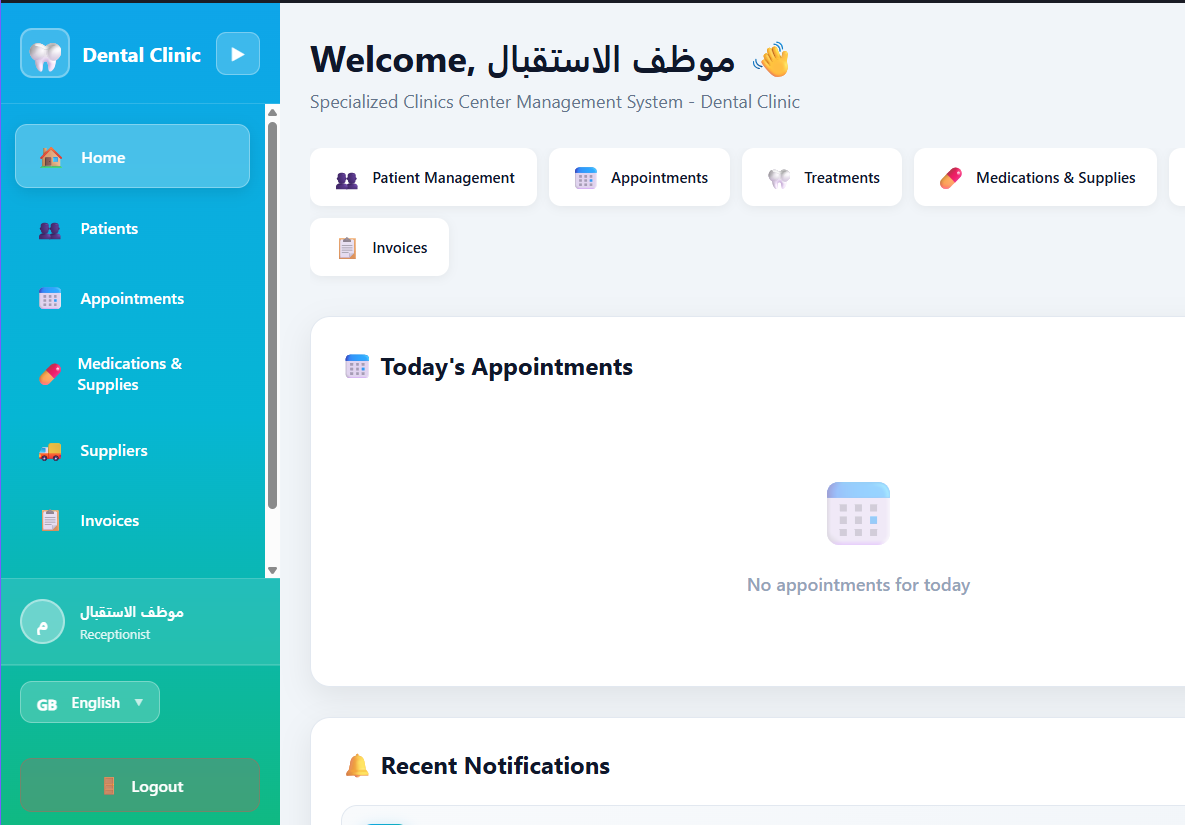 Dental Clinic
Home
Patients
Appointments
Medications &
Supplies
Suppliers
Invoices
م
موظف الاستقبال
Receptionist
GB English
Logout
Welcome, موظف الاستقبال
Specialized Clinics Center Management System - Dental Clinic
Patient Management
Appointments
Treatments
Medications & Supplies
Invoices
Today's Appointments
No appointments for today
Recent Notifications